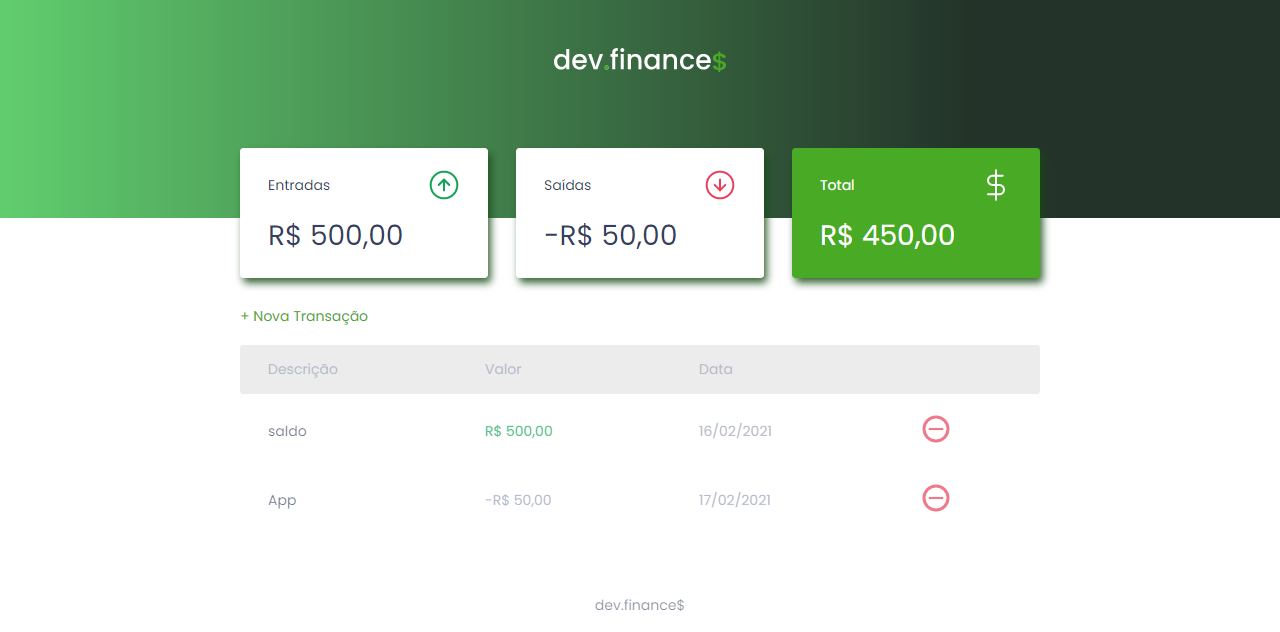 dev.finance$
Entradas
R$ 500,00
Saídas
-R$ 50,00
Total
R$ 450,00
+ Nova Transação
Descrição Valor Data
saldo R$ 500,00 16/02/2021
App -R$ 50,00 17/02/2021
dev.finance$